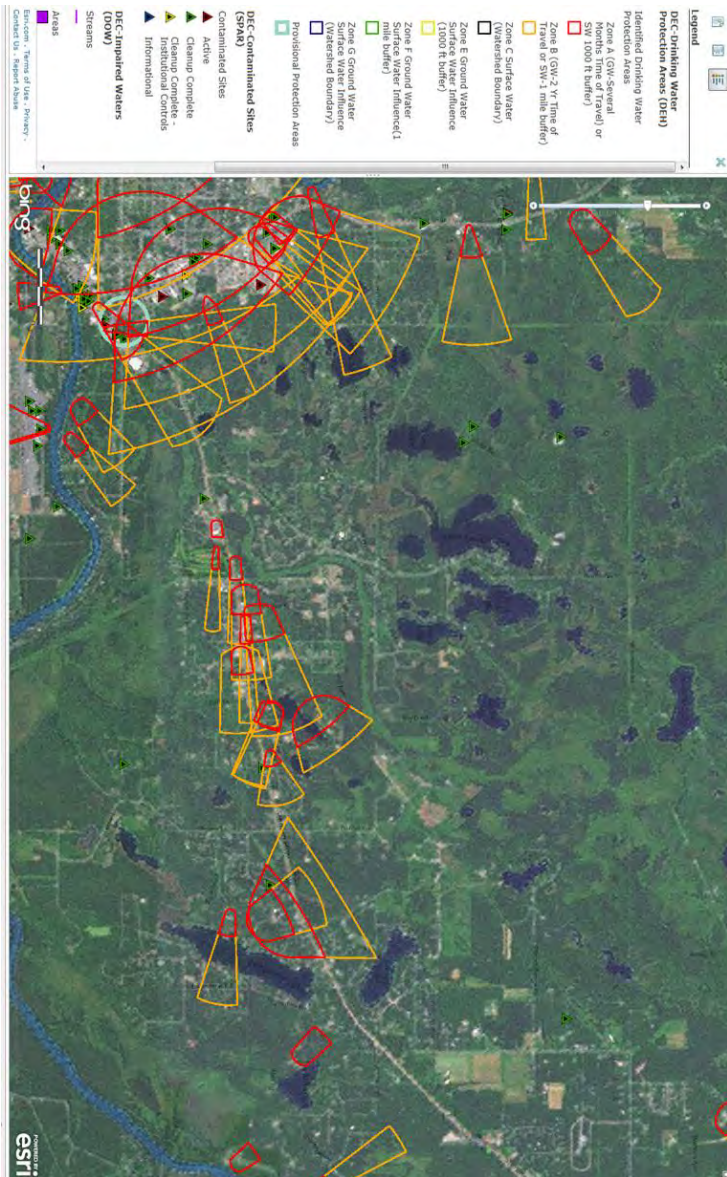 Legend
DEC-Drinking Water
Protection Areas (DEH)
Identified Drinking Water
Protection Areas
Zone A (GW-Several
Months Time of Travel) or
SW 1000 ft buffer)
Zone B (GW-2 Yr Time of
Travel or SW-1 mile buffer)
Zone C Surface Water
(Watershed Boundary)
Zone E Ground Water
Surface Water Influence
(1000 ft buffer)
Zone F Ground Water
Surface Water Influence(1
mile buffer)
Zone G Ground Water
Surface Water Influence
(Watershed Boundary)
Provisional Protection Areas
DEC-Contaminated Sites
(SPAR)
Contaminated Sites
Active
Cleanup Complete
Cleanup Complete -
Institutional Controls
Informational
DEC-Impaired Waters
(DOW)
Streams
Areas
Esri.com . Terms of Use . Privacy .
Contact Us . Report Abuse
bing
POWERED BY
esri